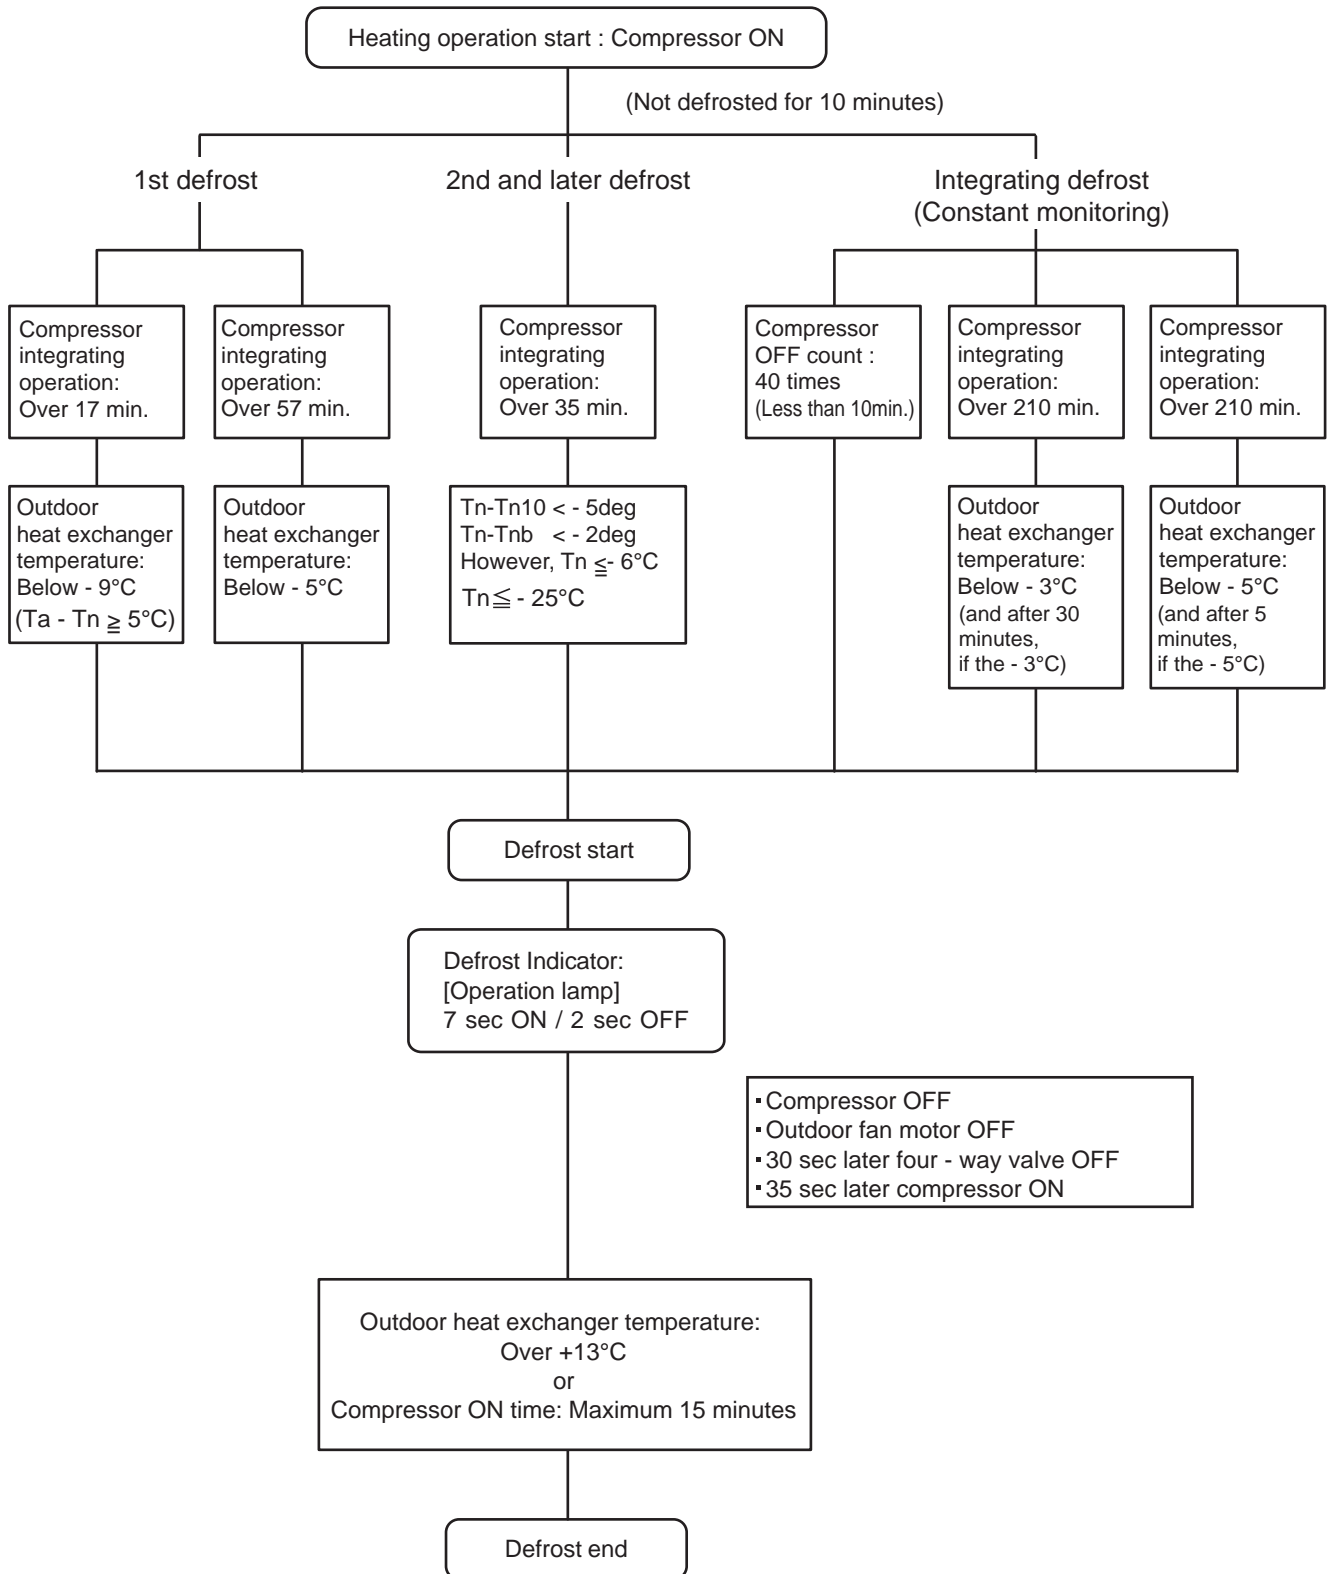 Heating operation start : Compressor ON
(Not defrosted for 10 minutes)
1st defrost
2nd and later defrost
Integrating defrost
(Constant monitoring)
Compressor
integrating
operation:
Over 17 min.
Compressor
integrating
operation:
Over 57 min.
Compressor
integrating
operation:
Over 35 min.
Compressor
OFF count :
40 times
(Less than 10min.)
Compressor
integrating
operation:
Over 210 min.
Compressor
integrating
operation:
Over 210 min.
Outdoor
heat exchanger
temperature:
Below - 9°C
(Ta - Tn ≧ 5°C)
Outdoor
heat exchanger
temperature:
Below - 5°C
Tn-Tn10 < - 5deg
Tn-Tnb < - 2deg
However, Tn ≦- 6°C
Tn≦ - 25°C
Outdoor
heat exchanger
temperature:
Below - 3°C
(and after 30
minutes,
if the - 3°C)
Outdoor
heat exchanger
temperature:
Below - 5°C
(and after 5
minutes,
if the - 5°C)
Defrost start
Defrost Indicator:
[Operation lamp]
7 sec ON / 2 sec OFF
▪Compressor OFF
▪Outdoor fan motor OFF
▪30 sec later four - way valve OFF
▪35 sec later compressor ON
Outdoor heat exchanger temperature:
Over +13°C
or
Compressor ON time: Maximum 15 minutes
Defrost end